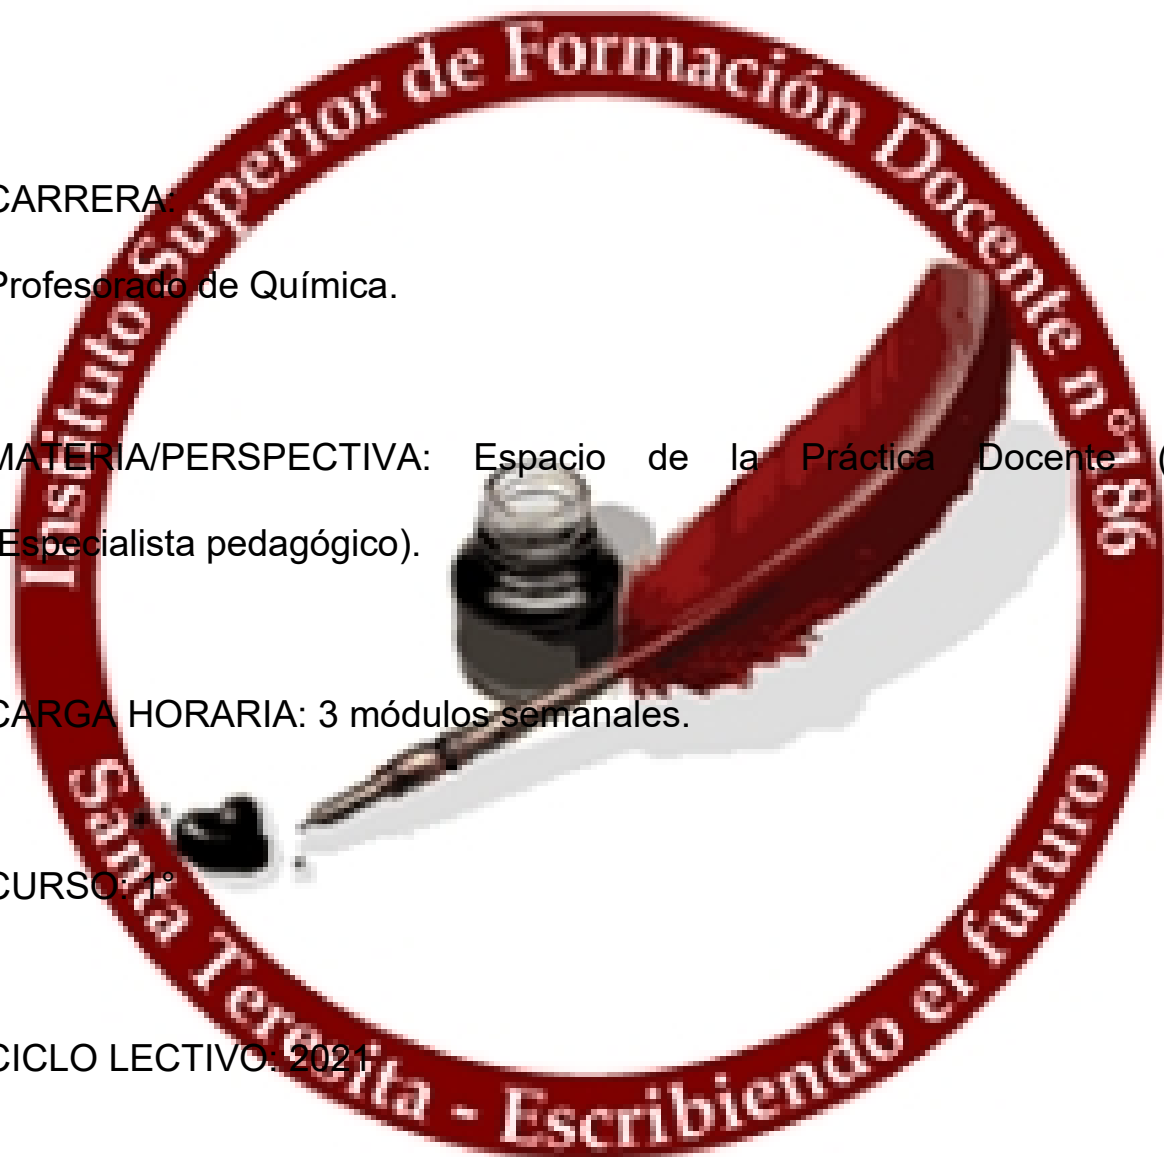 Instituto Superior de Formación Docente n°186
CARRERA:
Profesorado de Química.
MATERIA/PERSPECTIVA: Espacio de la Práctica Docente (
(Especialista pedagógico).
CARGA HORARIA: 3 módulos semanales.
CURSO: 1°
CICLO LECTIVO: 2021
Santa Teresita - Escribiendo el futuro